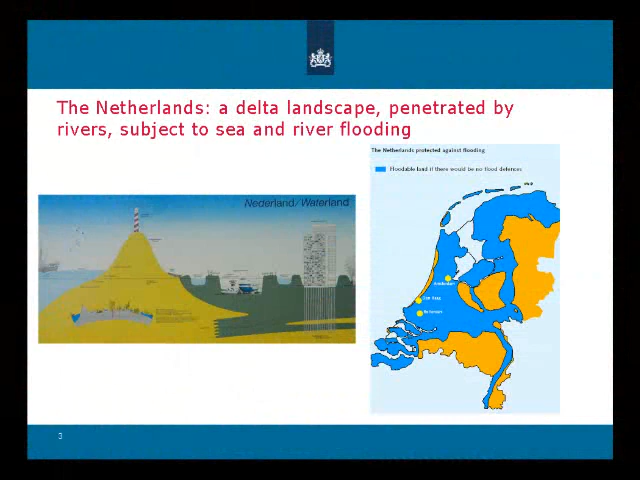 The Netherlands: a delta landscape, penetrated by
rivers, subject to sea and river flooding
The Netherlands protected against flooding
Floodable land if there would be no flood defences
Nederland/Waterland
Amsterdam
Den Haag
Rotterdam
3